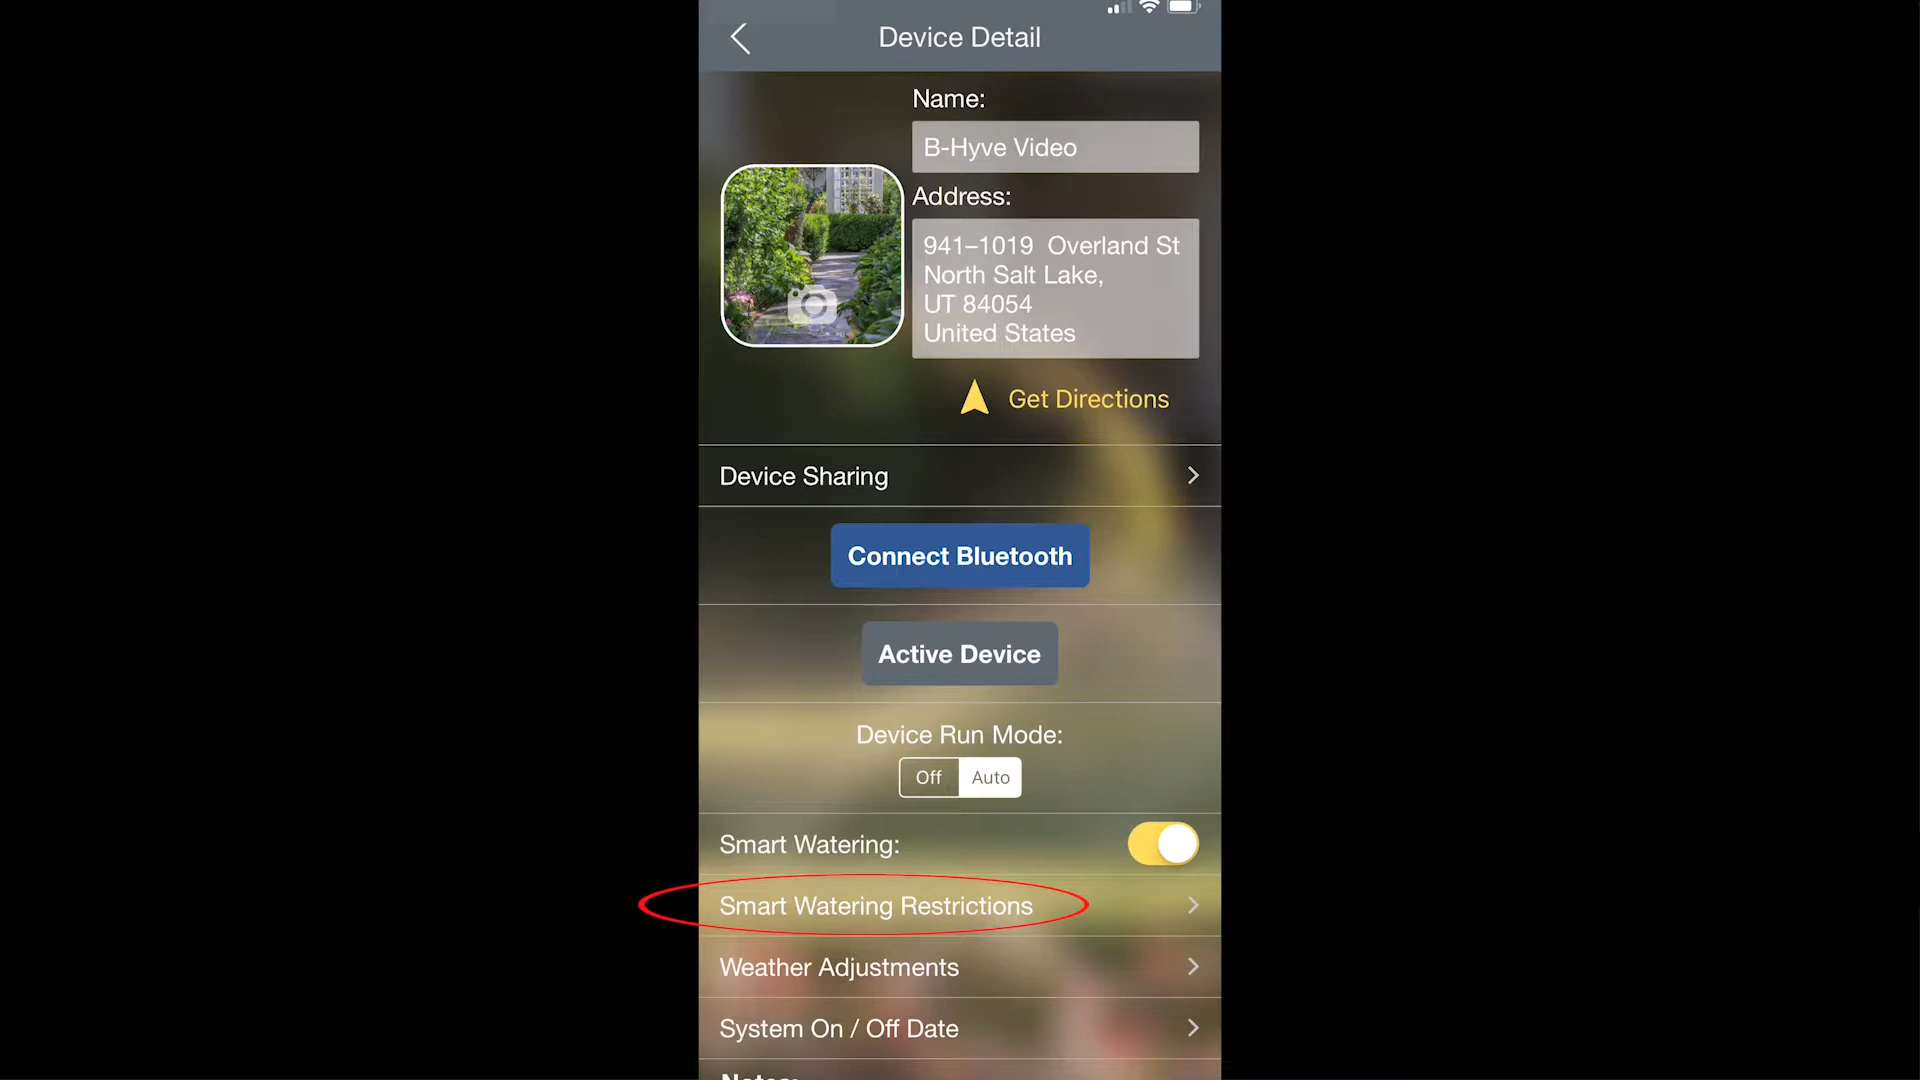 Device Detail
Name:
B-Hyve Video
Address:
941–1019 Overland St
North Salt Lake,
UT 84054
United States
Get Directions
Device Sharing
Connect Bluetooth
Active Device
Device Run Mode:
Off Auto
Smart Watering:
Smart Watering Restrictions
Weather Adjustments
System On / Off Date
Notes: